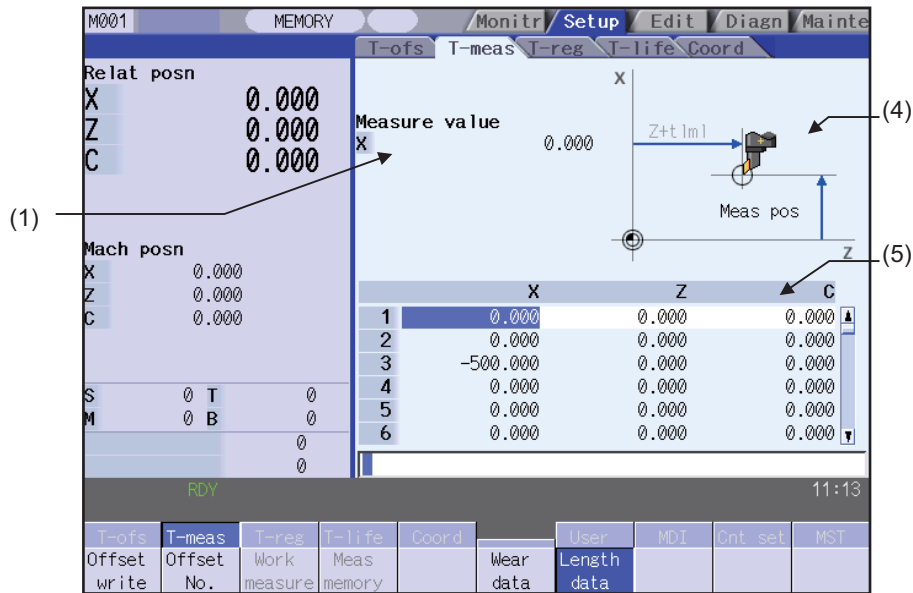 M001 MEMORY Monitr Setup Edit Diagn Mainte
T-ofs T-meas T-reg T-life Coord
Relat posn
X 0.000
Z 0.000
C 0.000
Mach posn
X 0.000
Z 0.000
C 0.000
S 0 T 0
M 0 B 0
0
0
(1)
Measure value
X 0.000
X
Z+tlml
Meas pos
Z
(4)
(5)
X Z C
1 0.000 0.000 0.000
2 0.000 0.000 0.000
3 -500.000 0.000 0.000
4 0.000 0.000 0.000
5 0.000 0.000 0.000
6 0.000 0.000 0.000
RDY 11:13
T-ofs T-meas T-reg T-life Coord User MDI Cnt set MST
Offset Offset Work Meas Wear Length
write No. measure memory data data